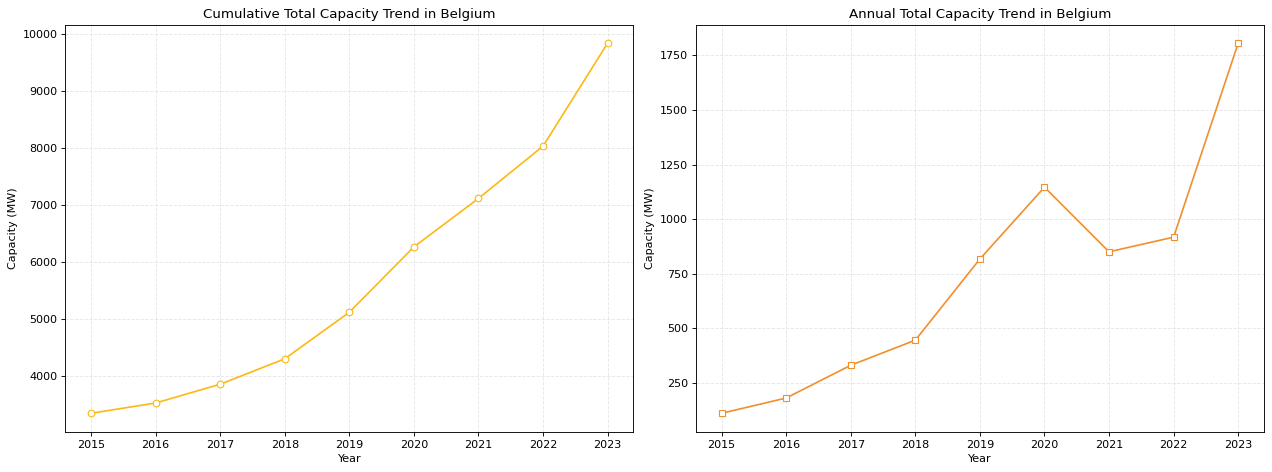 Cumulative Total Capacity Trend in Belgium
10000
9000
8000
7000
6000
5000
4000
Capacity (MW)
2015 2016 2017 2018 2019 2020 2021 2022 2023
Year
Annual Total Capacity Trend in Belgium
1750
1500
1250
1000
750
500
250
Capacity (MW)
2015 2016 2017 2018 2019 2020 2021 2022 2023
Year